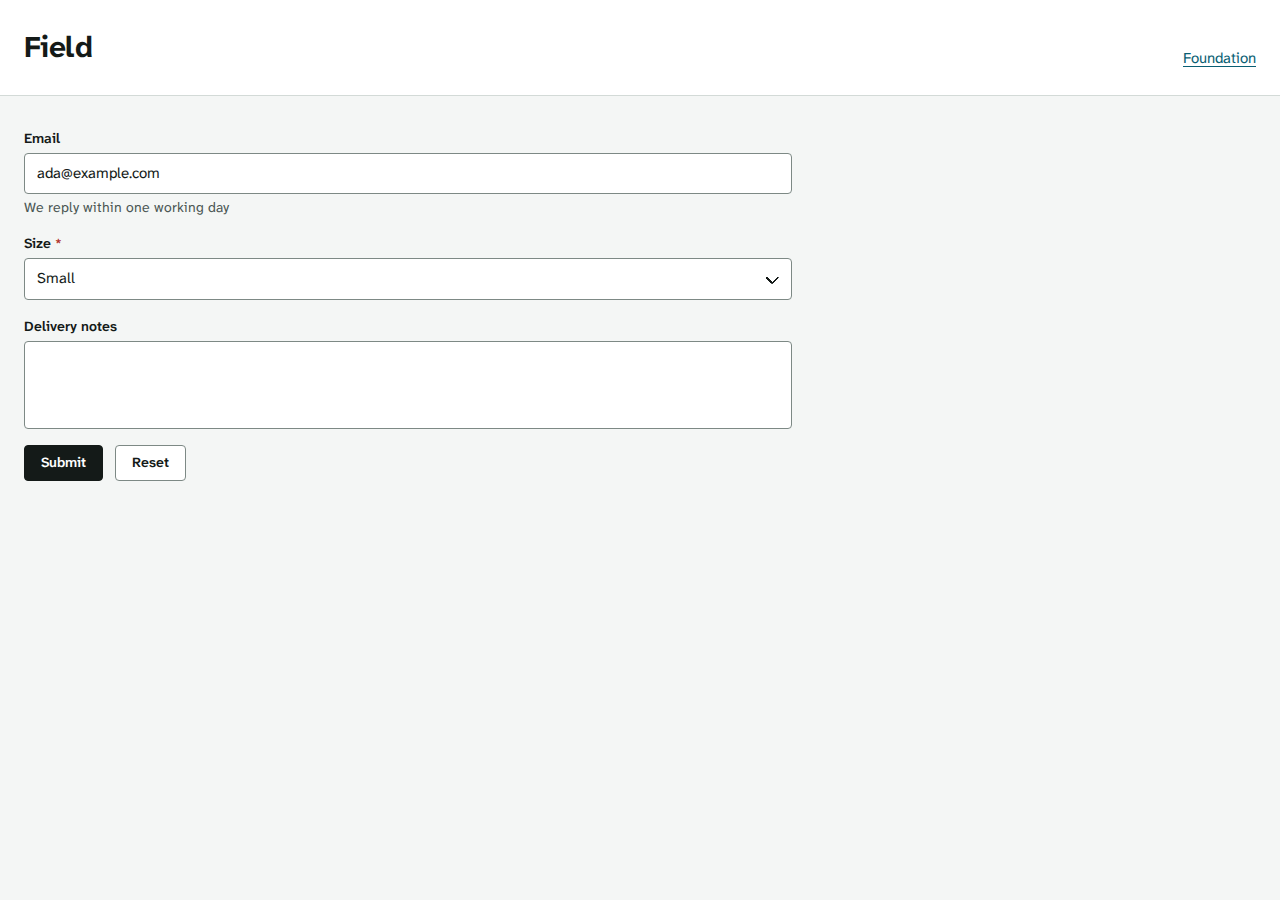 Field
Foundation
Email
ada@example.com
We reply within one working day
Size *
Small
Delivery notes
Submit
Reset